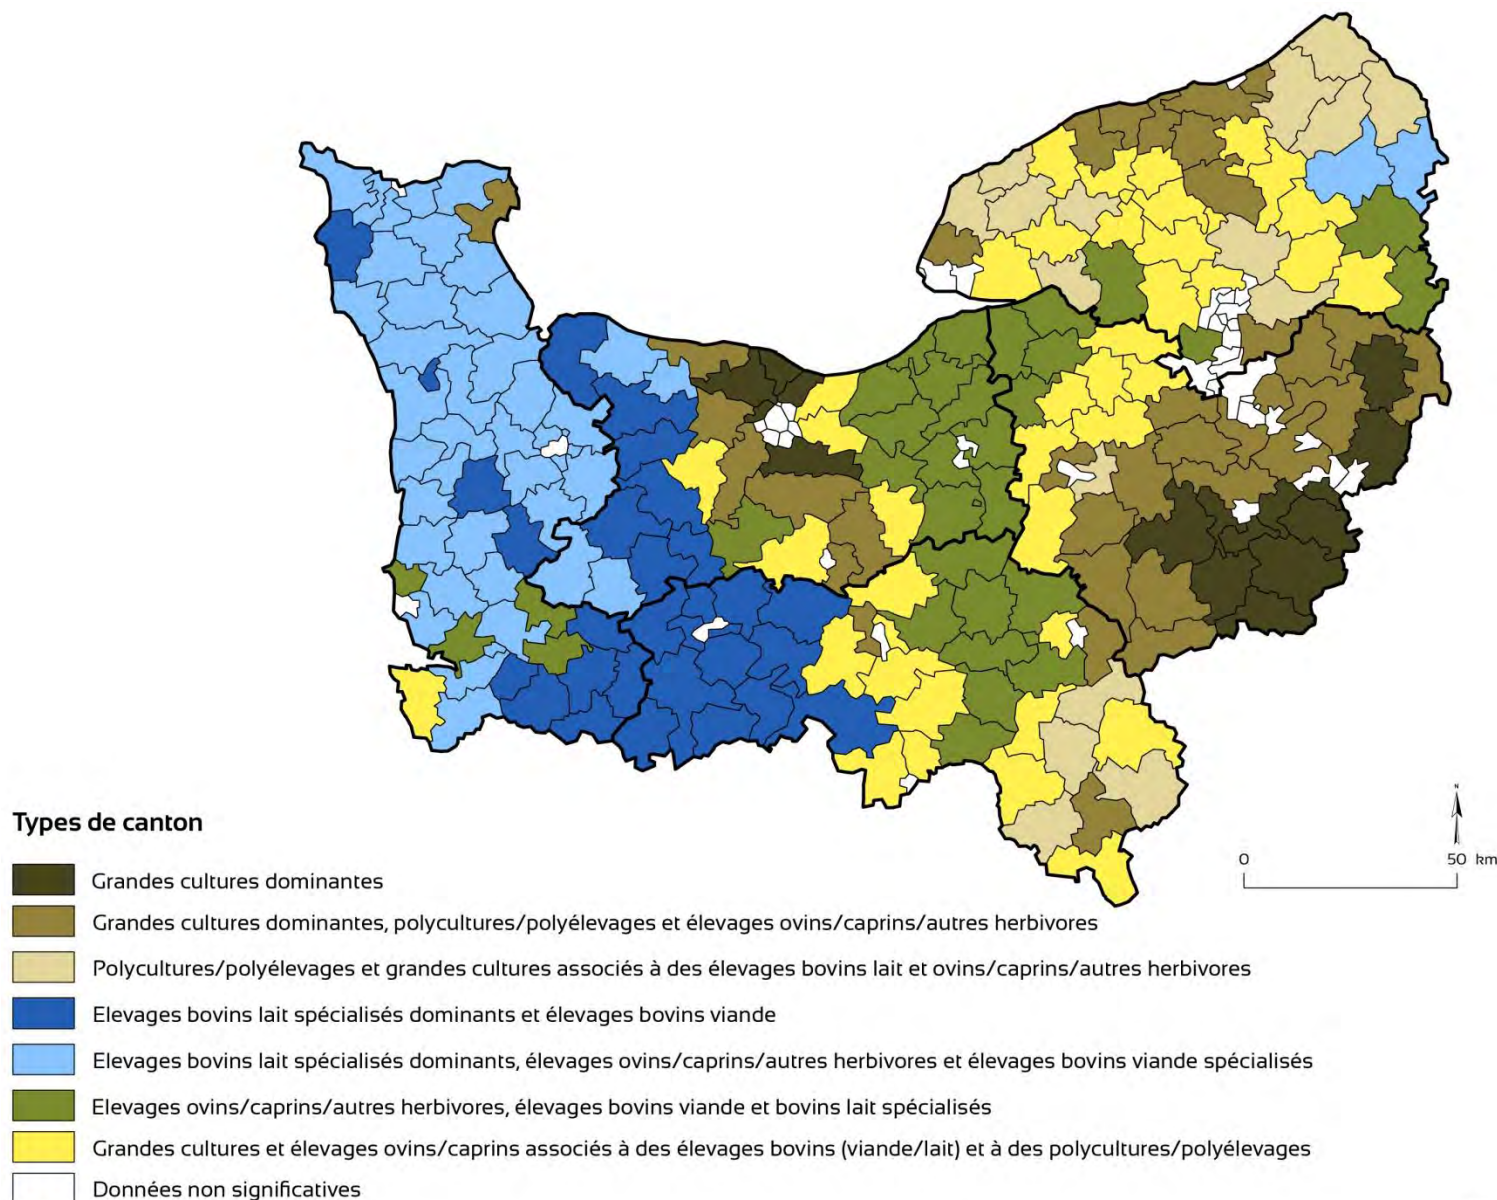 N
0 50 km
Types de canton
Grandes cultures dominantes
Grandes cultures dominantes, polycultures/polyélevages et élevages ovins/caprins/autres herbivores
Polycultures/polyélevages et grandes cultures associés à des élevages bovins lait et ovins/caprins/autres herbivores
Elevages bovins lait spécialisés dominants et élevages bovins viande
Elevages bovins lait spécialisés dominants, élevages ovins/caprins/autres herbivores et élevages bovins viande spécialisés
Elevages ovins/caprins/autres herbivores, élevages bovins viande et bovins lait spécialisés
Grandes cultures et élevages ovins/caprins associés à des élevages bovins (viande/lait) et à des polycultures/polyélevages
Données non significatives